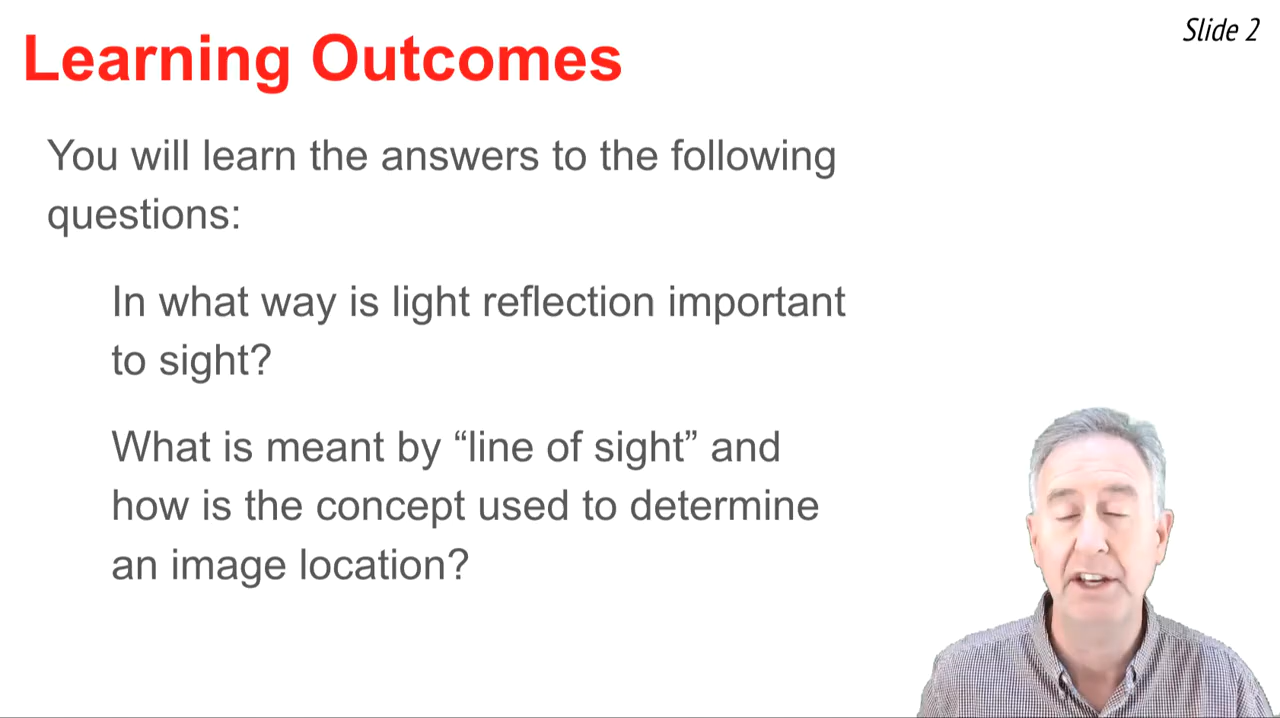 Slide 2
Learning Outcomes
You will learn the answers to the following
questions:
In what way is light reflection important
to sight?
What is meant by “line of sight” and
how is the concept used to determine
an image location?